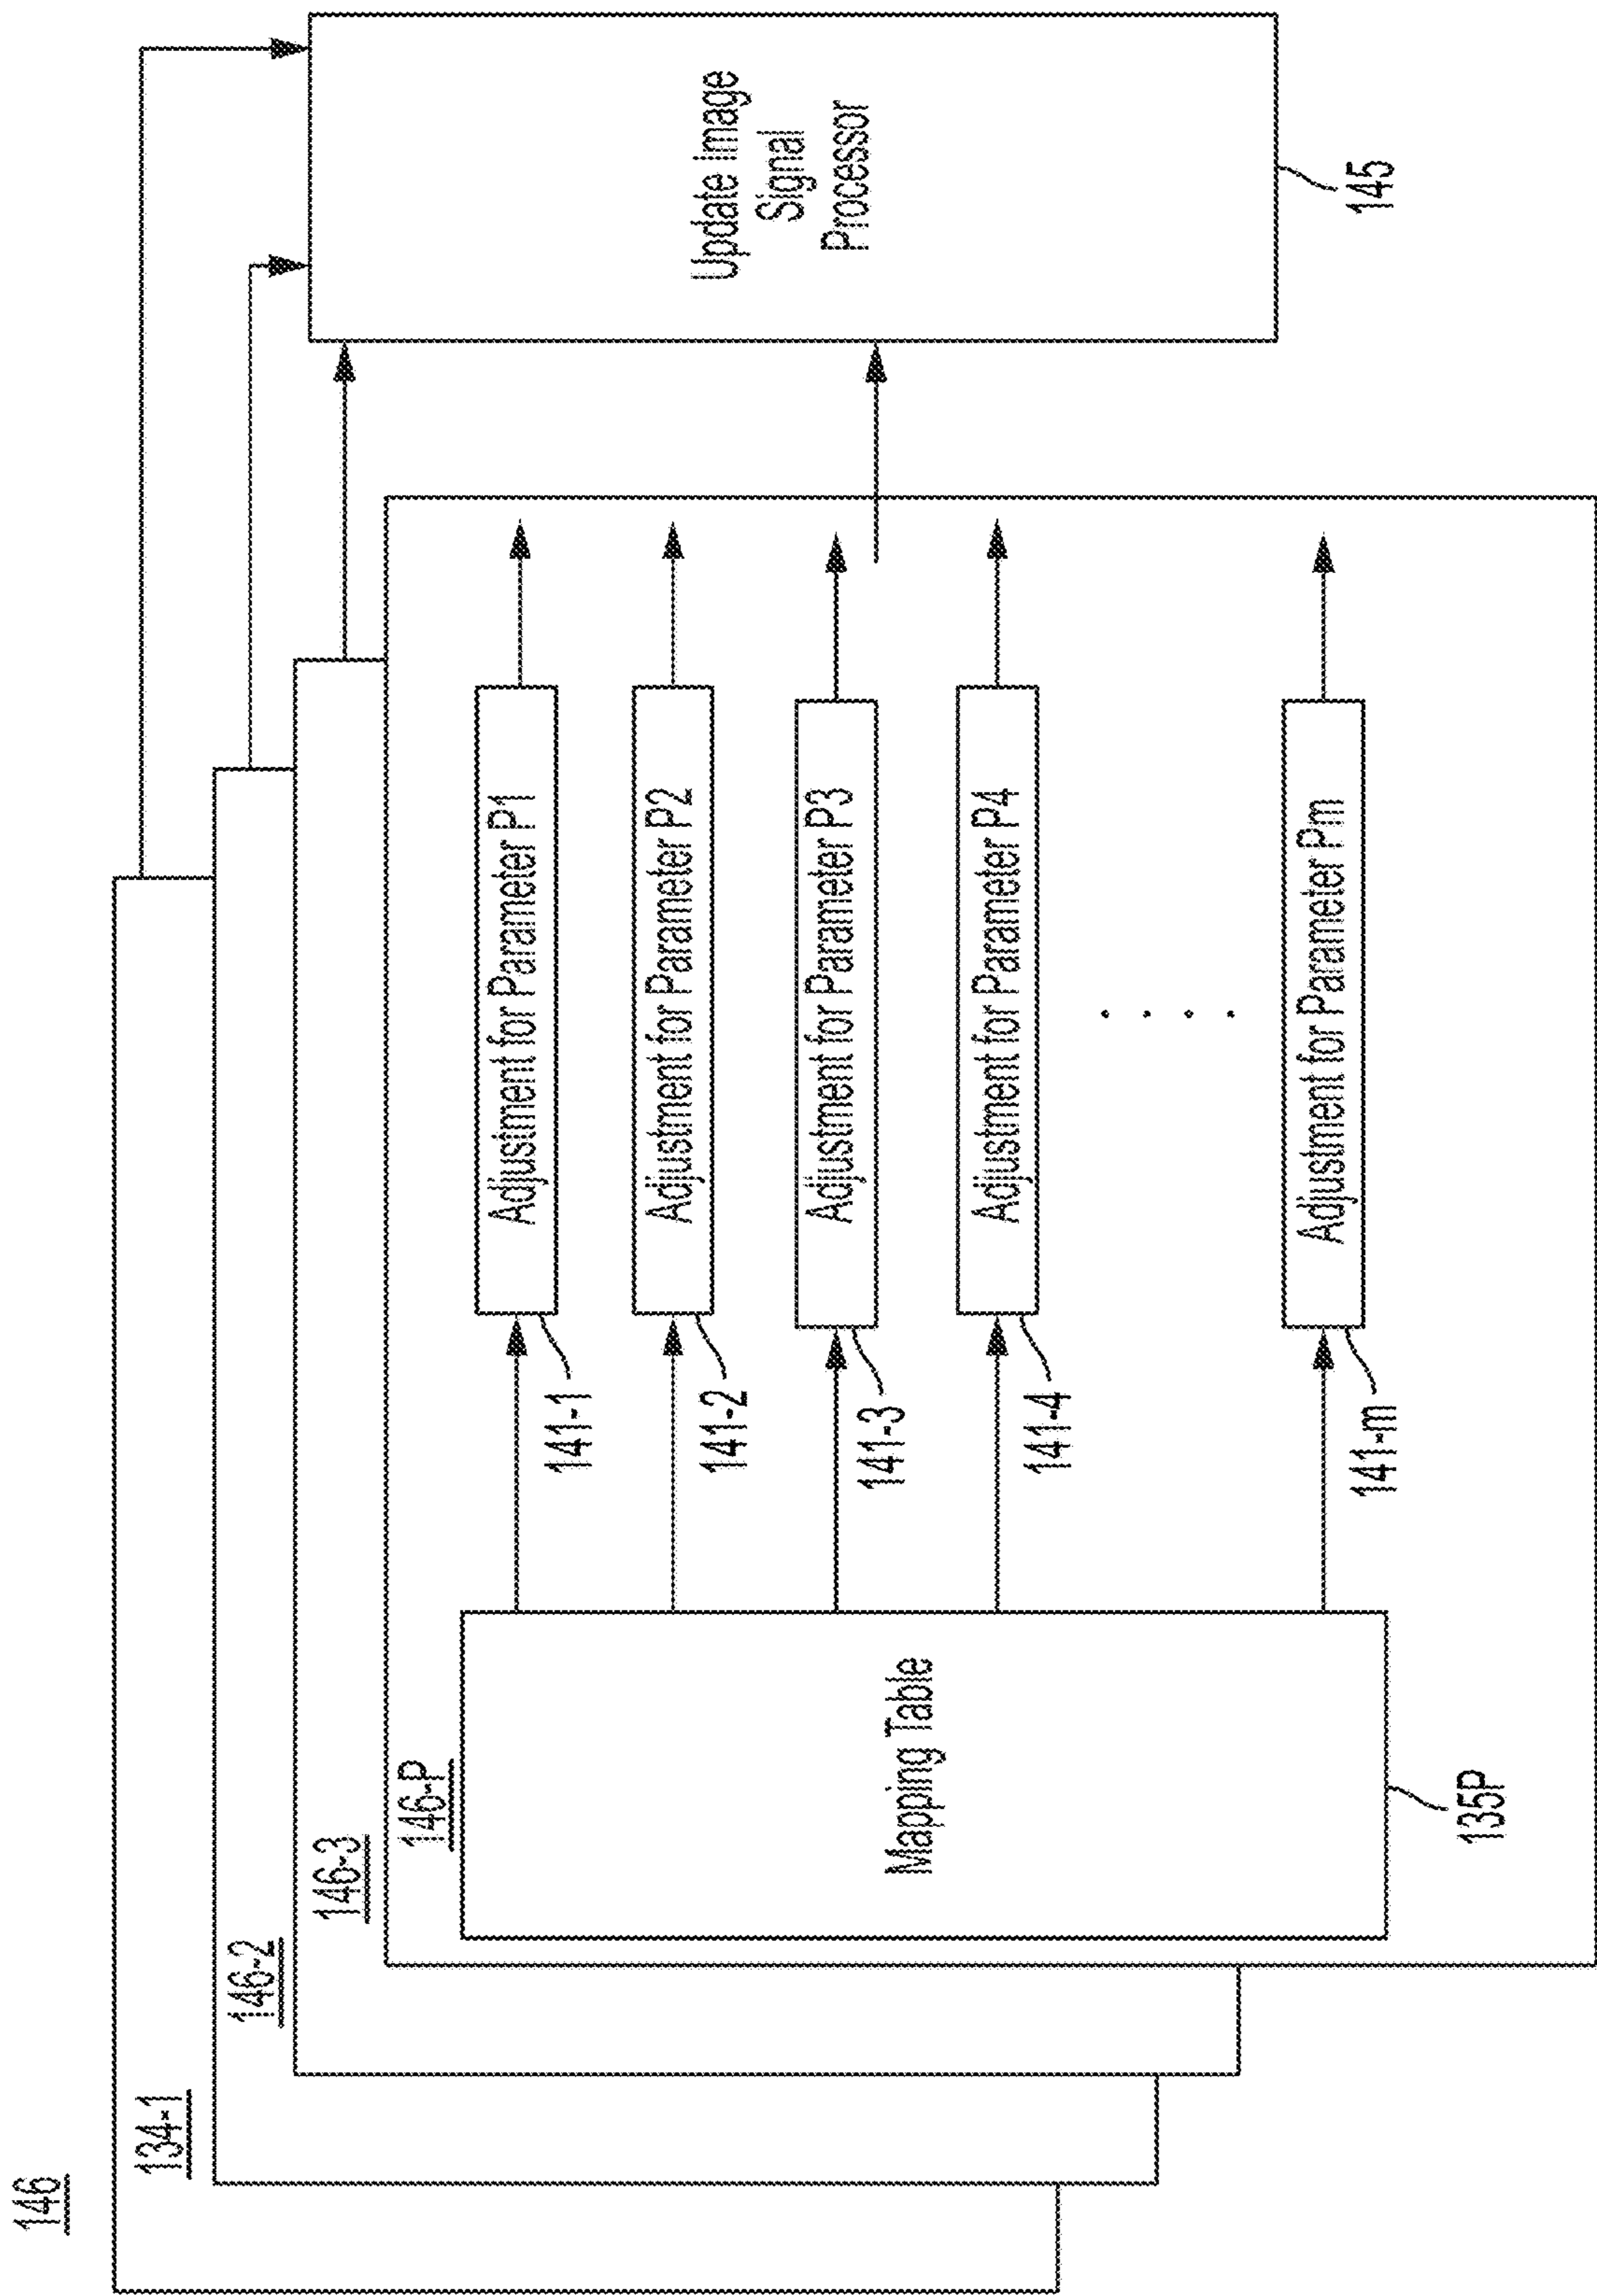 146
134-1
146-2
146-3
146-P
Mapping Table
135P
Adjustment for Parameter P1
141-1
Adjustment for Parameter P2
141-2
Adjustment for Parameter P3
141-3
Adjustment for Parameter P4
141-4
. . . .
Adjustment for Parameter Pm
141-m
Update Image
Signal
Processor
145